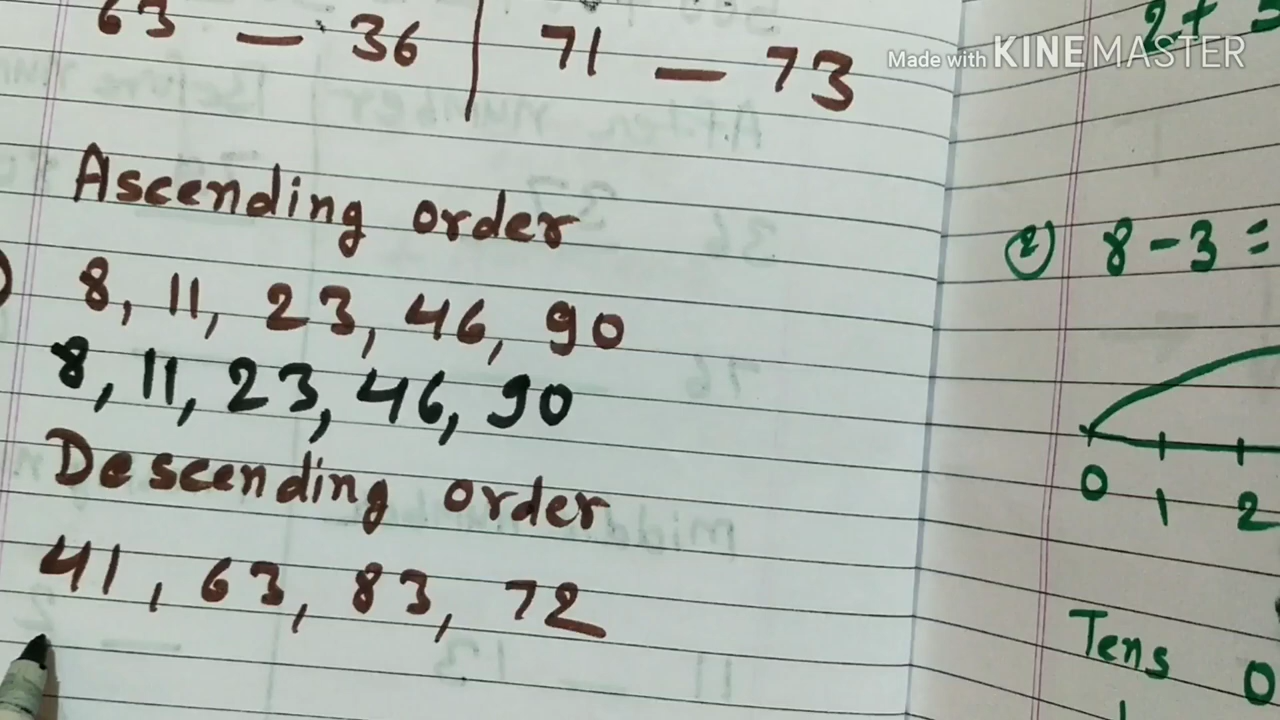 63 — 36 | 71 — 73
Made with KINEMASTER
2+
Ascending order
8, 11, 23, 46, 90
8, 11, 23, 46, 90
Descending order
41, 63, 83, 72
② 8-3=
0 1 2
Tens